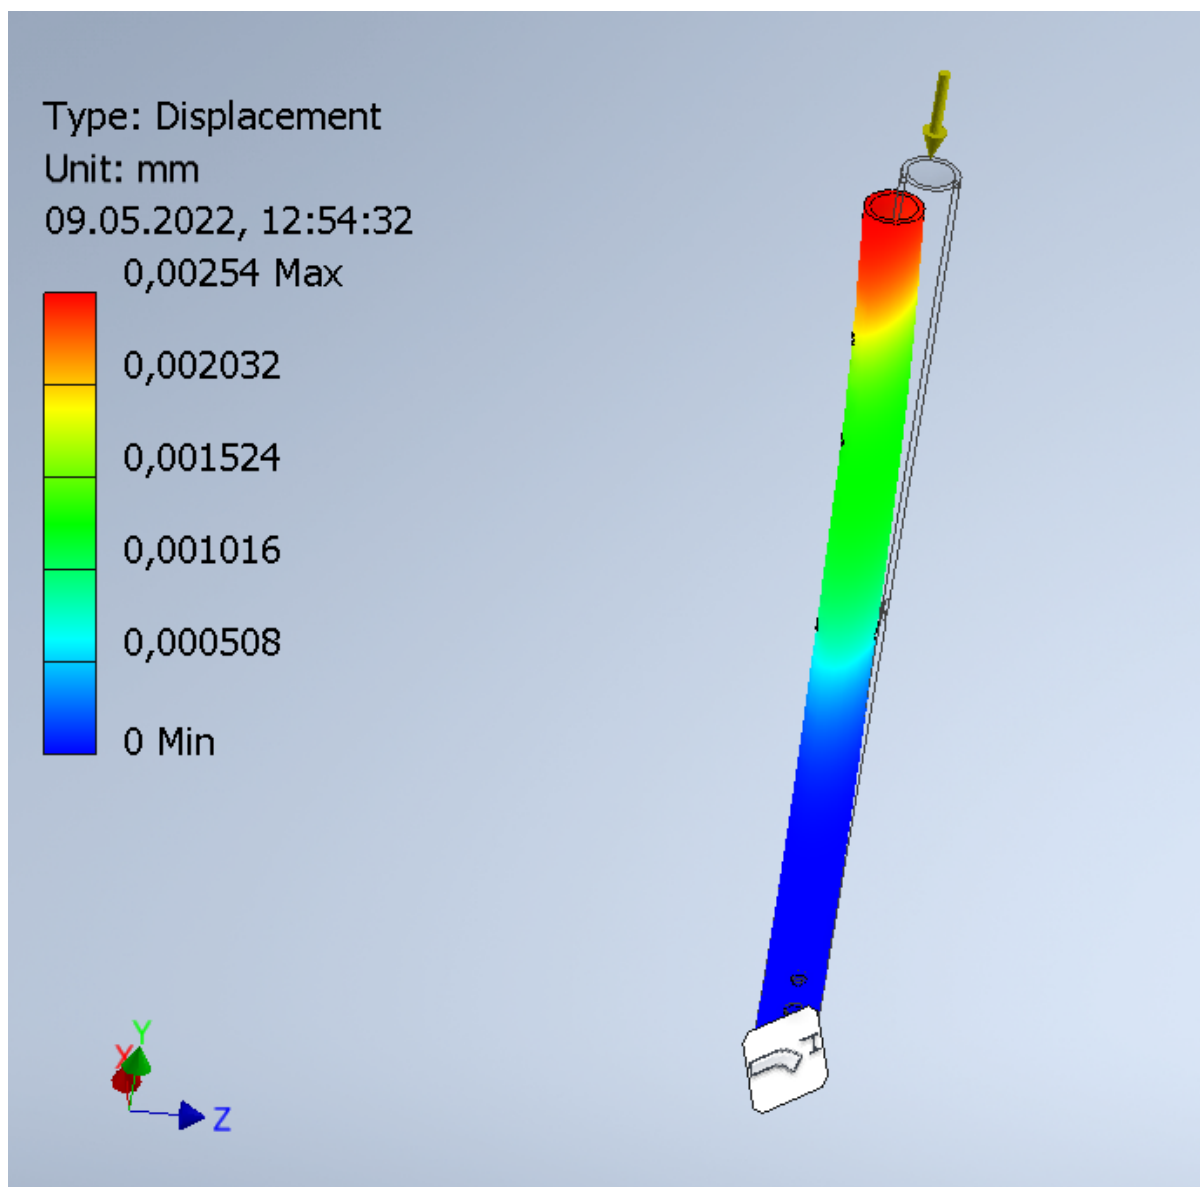 Type: Displacement
Unit: mm
09.05.2022, 12:54:32
0,00254 Max
0,002032
0,001524
0,001016
0,000508
0 Min
Y
X
Z